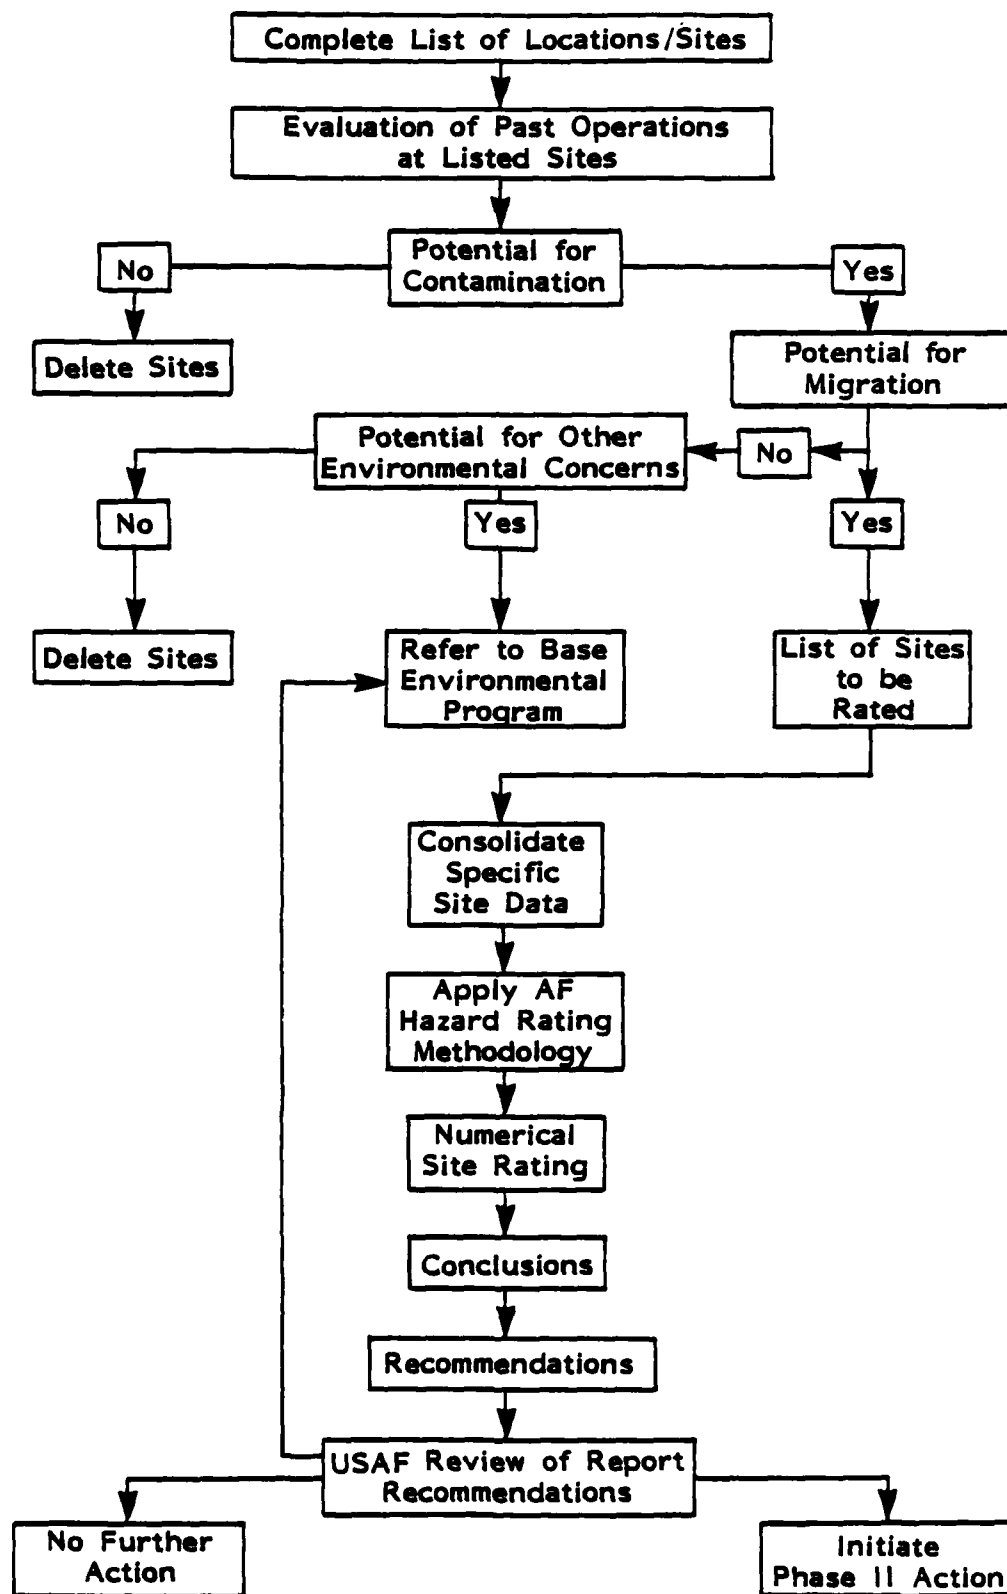 Complete List of Locations/Sites
Evaluation of Past Operations
at Listed Sites
Potential for
Contamination
No
Yes
Delete Sites
Potential for
Migration
Potential for Other
Environmental Concerns
No
No
Yes
Yes
Delete Sites
Refer to Base
Environmental
Program
List of Sites
to be
Rated
Consolidate
Specific
Site Data
Apply AF
Hazard Rating
Methodology
Numerical
Site Rating
Conclusions
Recommendations
USAF Review of Report
Recommendations
No Further
Action
Initiate
Phase II Action